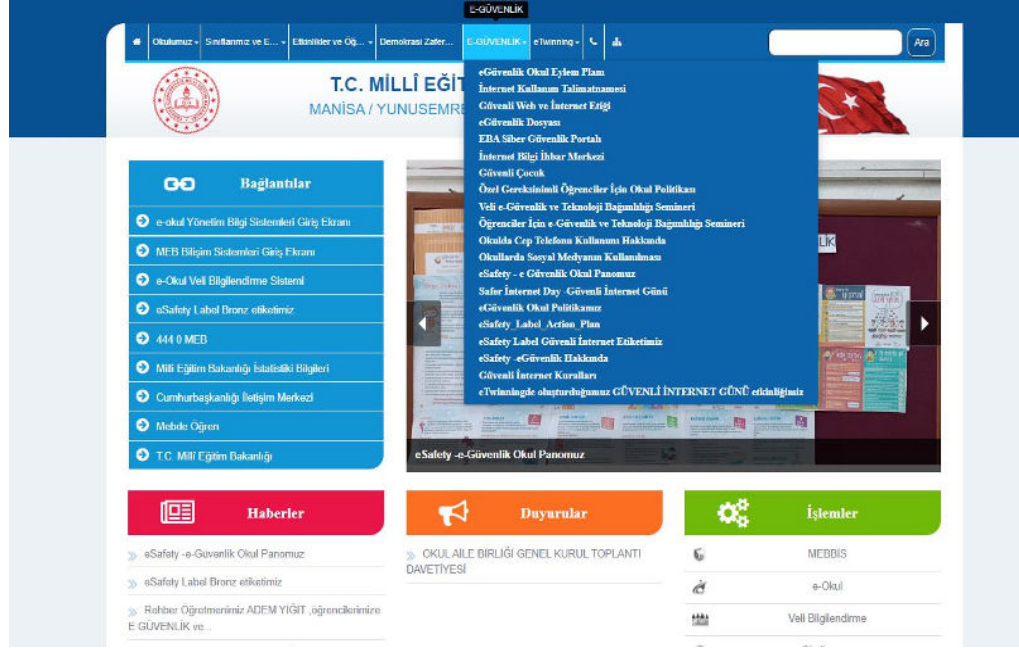 E-GÜVENLİK
Okulumuz
Sınıflarımız ve E...
Etkinlikler ve Öğ...
Demokrasi Zafer...
E-GÜVENLİK
eTwinning
Ara
T.C. MİLLÎ EĞİT
MANİSA / YUNUSEMRE
eGüvenlik Okul Eylem Planı
İnternet Kullanım Talimatnamesi
Güvenli Web ve İnternet Etiği
eGüvenlik Dosyası
EBA Siber Güvenlik Portalı
İnternet Bilgi İhbar Merkezi
Güvenli Çocuk
Özel Gereksinimli Öğrenciler İçin Okul Politikası
Veli e-Güvenlik ve Teknoloji Bağımlılığı Semineri
Öğrenciler İçin e-Güvenlik ve Teknoloji Bağımlılığı Semineri
Okulda Cep Telefonu Kullanımı Hakkında
Okullarda Sosyal Medyanın Kullanılması
eSafety - e Güvenlik Okul Panomuz
Safer İnternet Day -Güvenli İnternet Günü
eGüvenlik Okul Politikamız
eSafety_Label_Action_Plan
eSafety Label Güvenli İnternet Etiketimiz
eSafety -eGüvenlik Hakkında
Güvenli İnternet Kuralları
eTwinningde oluşturduğumuz GÜVENLİ İNTERNET GÜNÜ etkinliğimiz
Bağlantılar
e-okul Yönetim Bilgi Sistemleri Giriş Ekranı
MEB Bilişim Sistemleri Giriş Ekranı
e-Okul Veli Bilgilendirme Sistemi
eSafety Label Bronz etiketimiz
444 0 MEB
Milli Eğitim Bakanlığı İstatistiki Bilgileri
Cumhurbaşkanlığı İletişim Merkezi
Mebde Öğren
T.C. Millî Eğitim Bakanlığı
LİK
eSafety -e-Güvenlik Okul Panomuz
Haberler
eSafety -e-Güvenlik Okul Panomuz
eSafety Label Bronz etiketimiz
Rehber Öğretmenimiz ADEM YİĞİT ,öğrencilerimize
E GÜVENLİK ve...
Duyurular
OKUL AILE BIRLIĞI GENEL KURUL TOPLANTI
DAVETİYESİ
İşlemler
MEBBİS
e-Okul
Veli Bilgilendirme